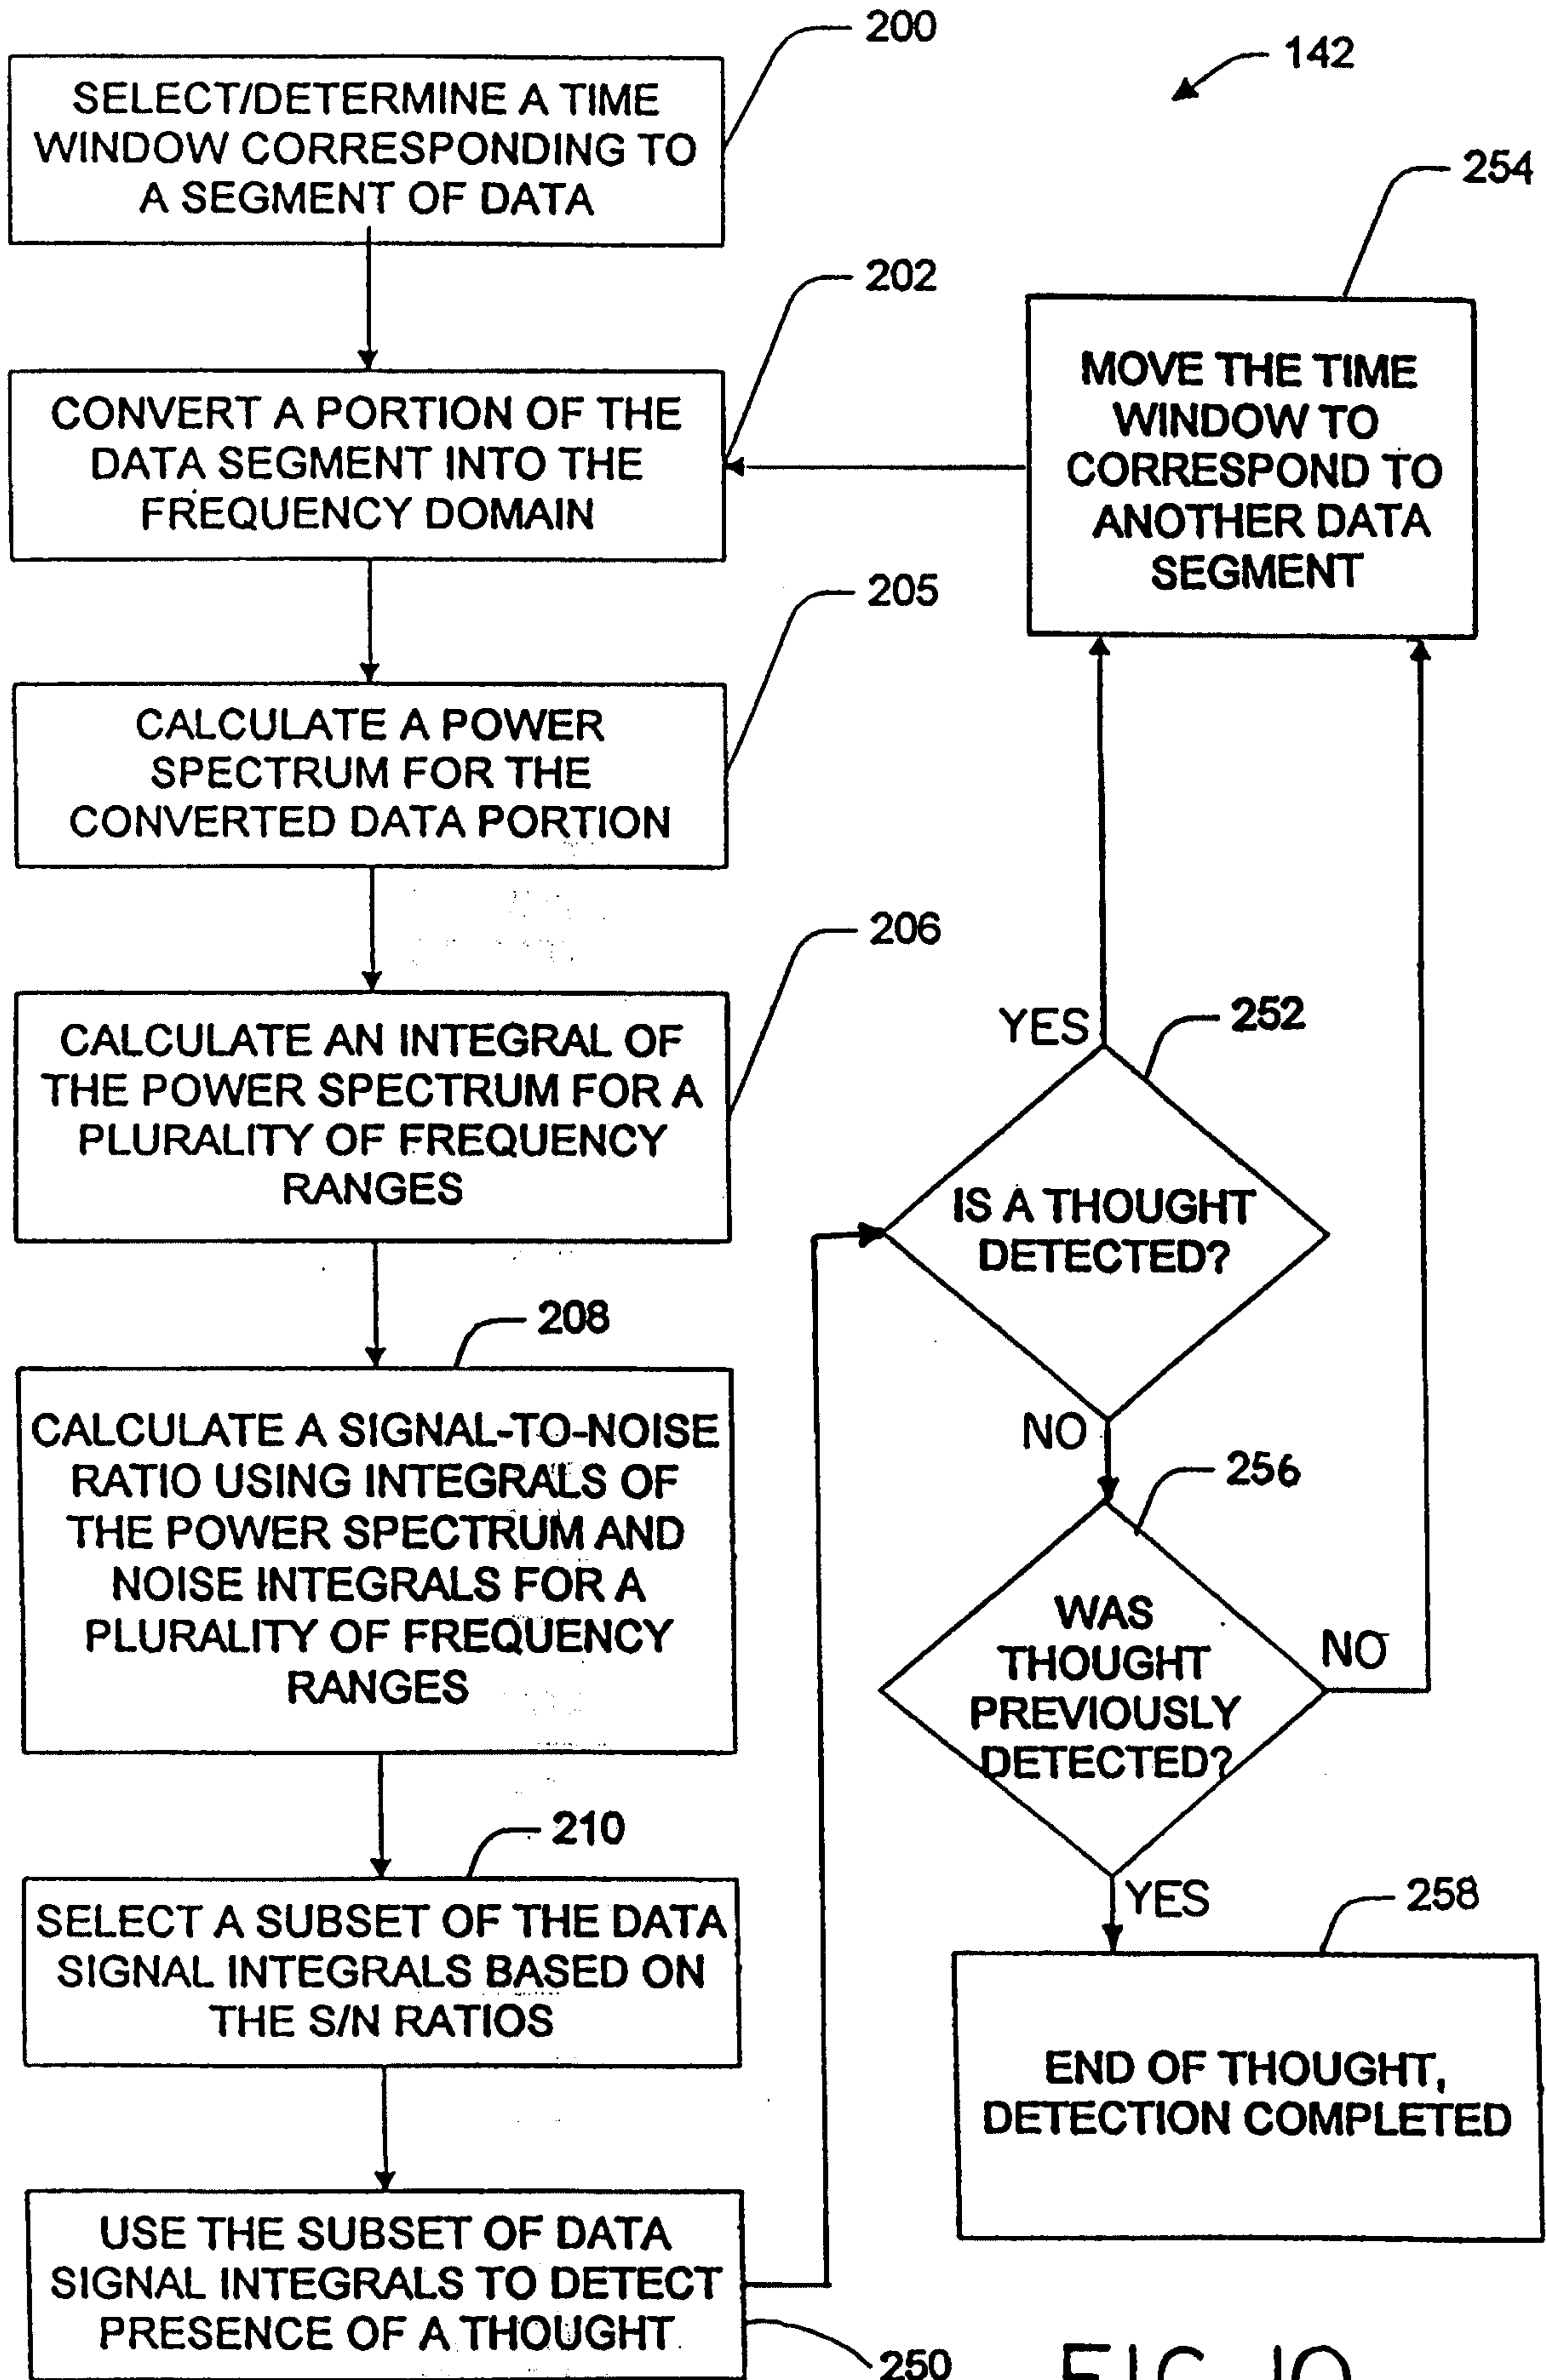 200
142
SELECT/DETERMINE A TIME
WINDOW CORRESPONDING TO
A SEGMENT OF DATA
254
202
CONVERT A PORTION OF THE
DATA SEGMENT INTO THE
FREQUENCY DOMAIN
MOVE THE TIME
WINDOW TO
CORRESPOND TO
ANOTHER DATA
SEGMENT
205
CALCULATE A POWER
SPECTRUM FOR THE
CONVERTED DATA PORTION
206
CALCULATE AN INTEGRAL OF
THE POWER SPECTRUM FOR A
PLURALITY OF FREQUENCY
RANGES
YES
252
IS A THOUGHT
DETECTED?
208
CALCULATE A SIGNAL-TO-NOISE
RATIO USING INTEGRALS OF
THE POWER SPECTRUM AND
NOISE INTEGRALS FOR A
PLURALITY OF FREQUENCY
RANGES
NO
256
WAS
THOUGHT
PREVIOUSLY
DETECTED?
NO
210
SELECT A SUBSET OF THE DATA
SIGNAL INTEGRALS BASED ON
THE S/N RATIOS
YES
258
END OF THOUGHT,
DETECTION COMPLETED
USE THE SUBSET OF DATA
SIGNAL INTEGRALS TO DETECT
PRESENCE OF A THOUGHT
250
FIG. 10